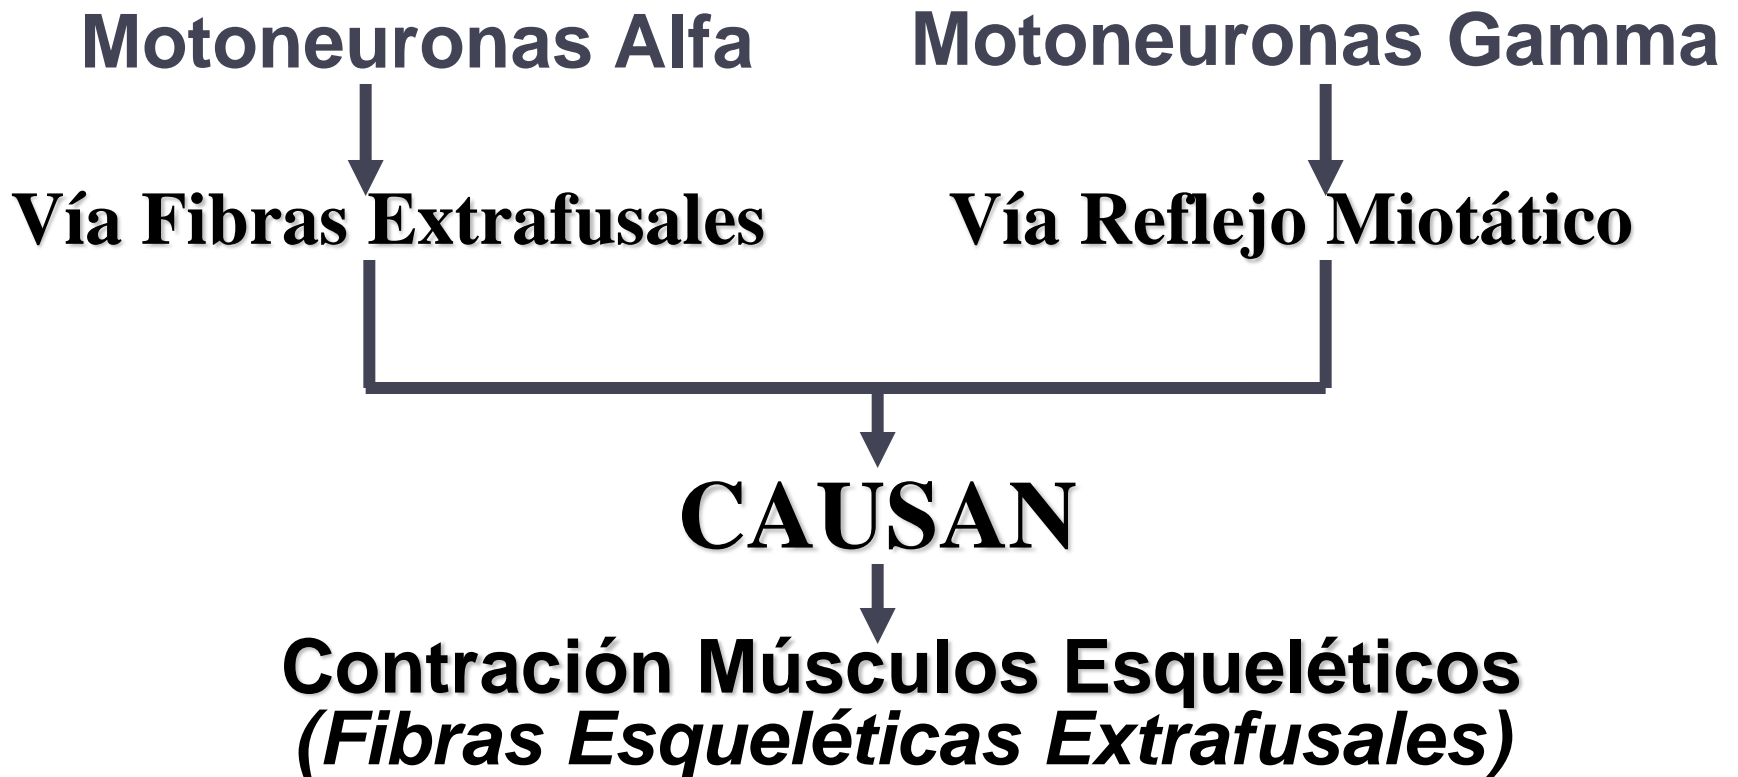 Motoneuronas Alfa
Motoneuronas Gamma
Vía Fibras Extrafusales
Vía Reflejo Miotático
CAUSAN
Contración Músculos Esqueléticos
(Fibras Esqueléticas Extrafusales)